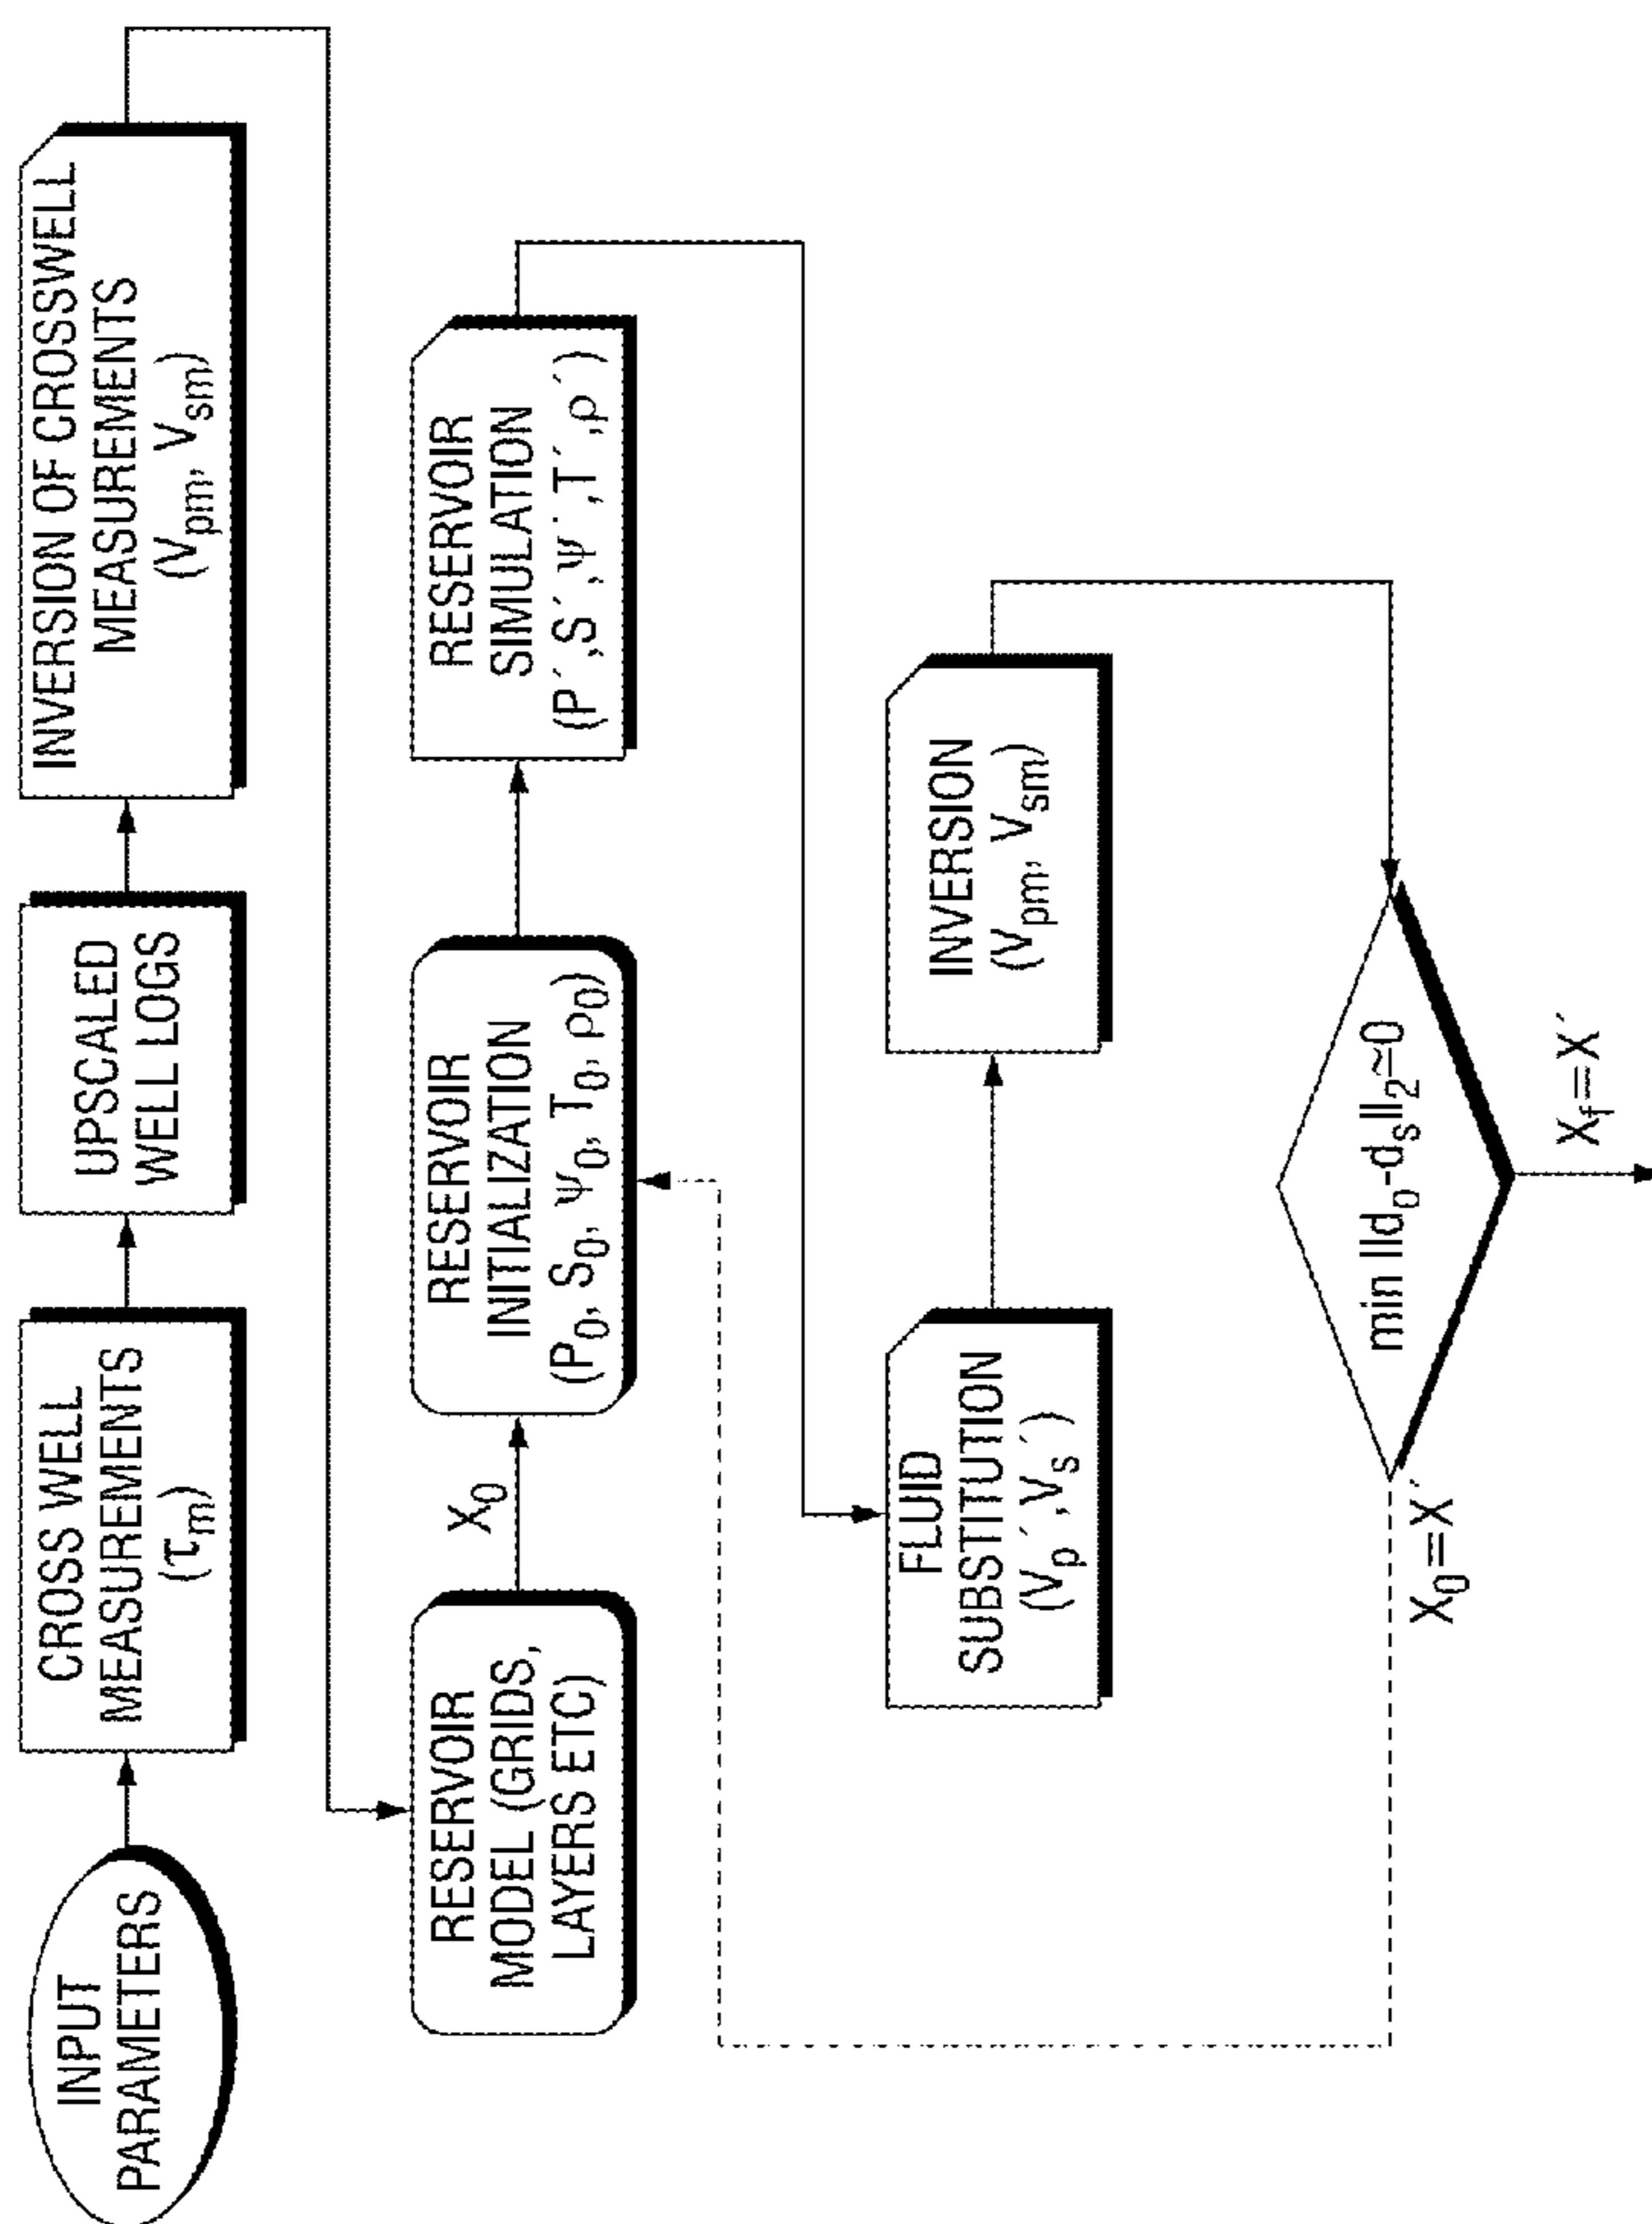 INPUT
PARAMETERS
CROSS WELL
MEASUREMENTS
(τₘ)
UPSCALED
WELL LOGS
INVERSION OF CROSSWELL
MEASUREMENTS
(Vpm, Vsm)
RESERVOIR
MODEL (GRIDS,
LAYERS ETC)
X₀
RESERVOIR
INITIALIZATION
(P₀, S₀, ψ₀, T₀, ρ₀)
RESERVOIR
SIMULATION
(P´,S´,ψ´,T´,ρ´)
FLUID
SUBSTITUTION
(Vp´,Vs´)
INVERSION
(Vpm, Vsm)
min ||d₀-dₛ||₂≃0
X₀=X´
X_f=X´